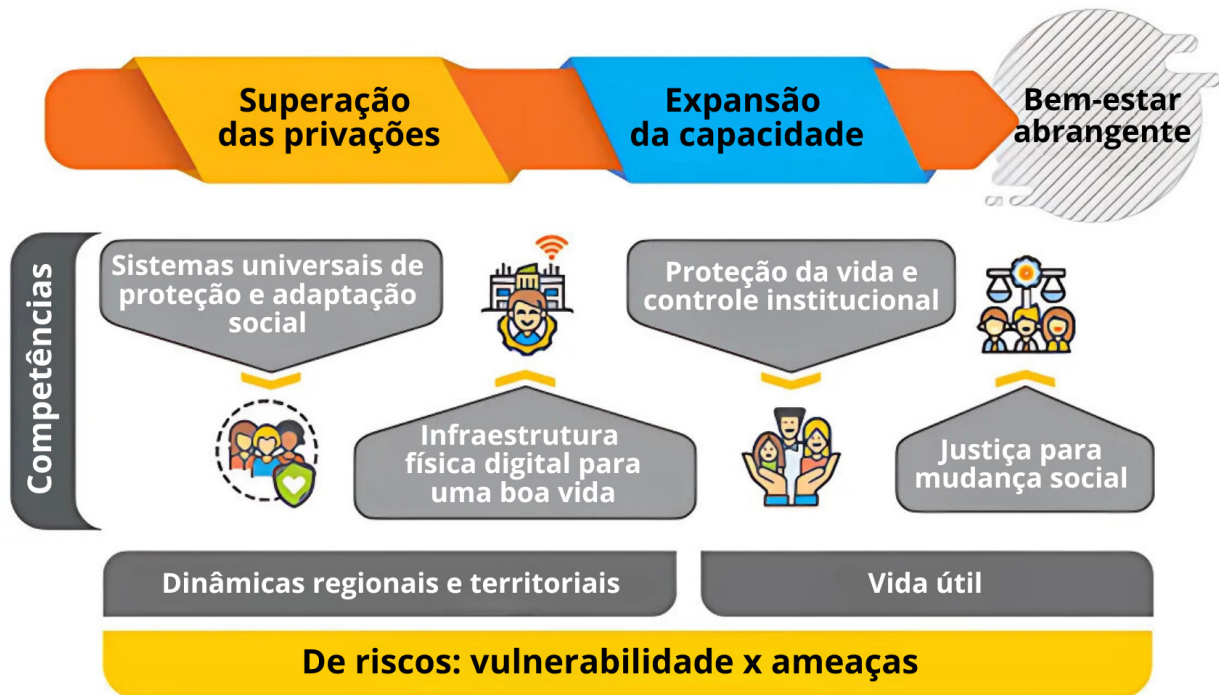 Superação
das privações
Expansão
da capacidade
Bem-estar
abrangente
Competências
Sistemas universais de
proteção e adaptação
social
Infraestrutura
física digital para
uma boa vida
Proteção da vida e
controle institucional
Justiça para
mudança social
Dinâmicas regionais e territoriais
Vida útil
De riscos: vulnerabilidade x ameaças